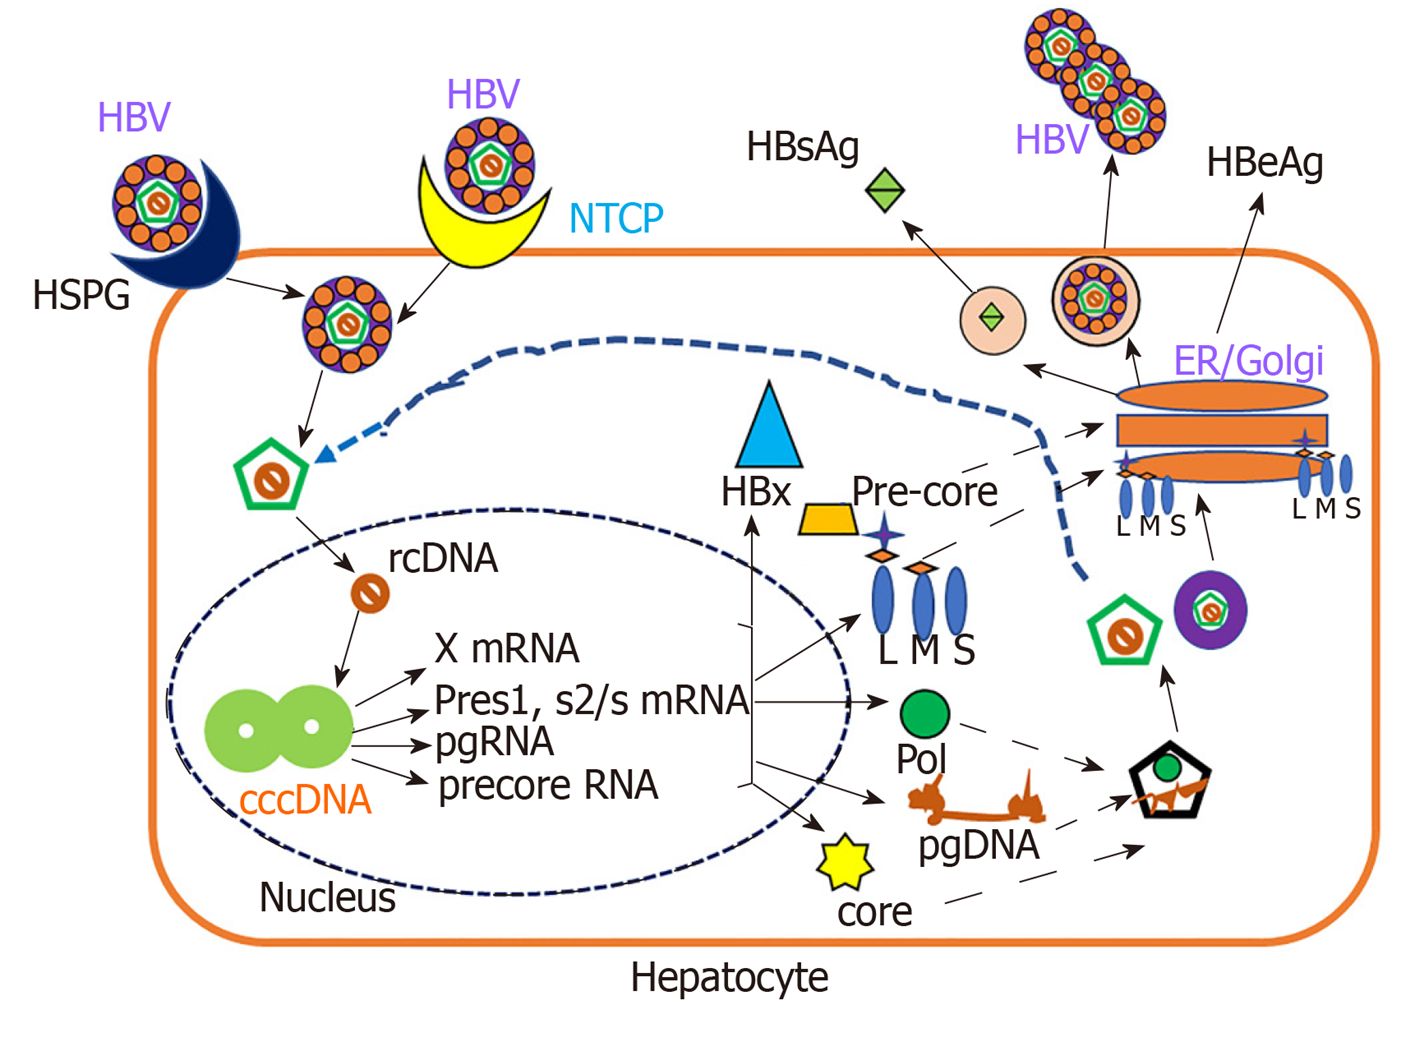 HBV
HBV
HBV
HBsAg
HBeAg
NTCP
HSPG
ER/Golgi
HBx
Pre-core
L M S
L M S
rcDNA
X mRNA
L M S
Pres1, s2/s mRNA
pgRNA
precore RNA
cccDNA
Pol
pgDNA
Nucleus
core
Hepatocyte